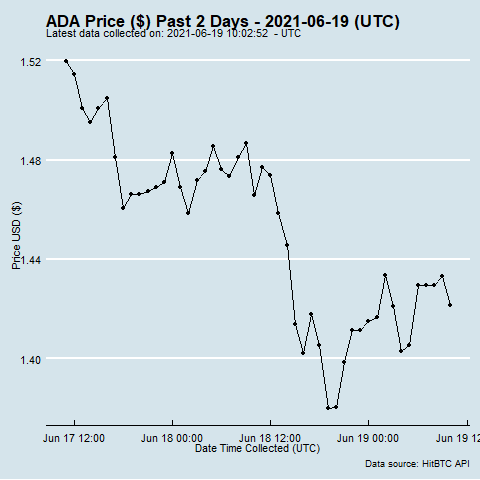 ADA Price ($) Past 2 Days - 2021-06-19 (UTC)
Latest data collected on: 2021-06-19 10:02:52 - UTC
1.52
1.48
1.44
1.40
Price USD ($)
Jun 17 12:00 Jun 18 00:00 Jun 18 12:00 Jun 19 00:00 Jun 19 12
Date Time Collected (UTC)
Data source: HitBTC API